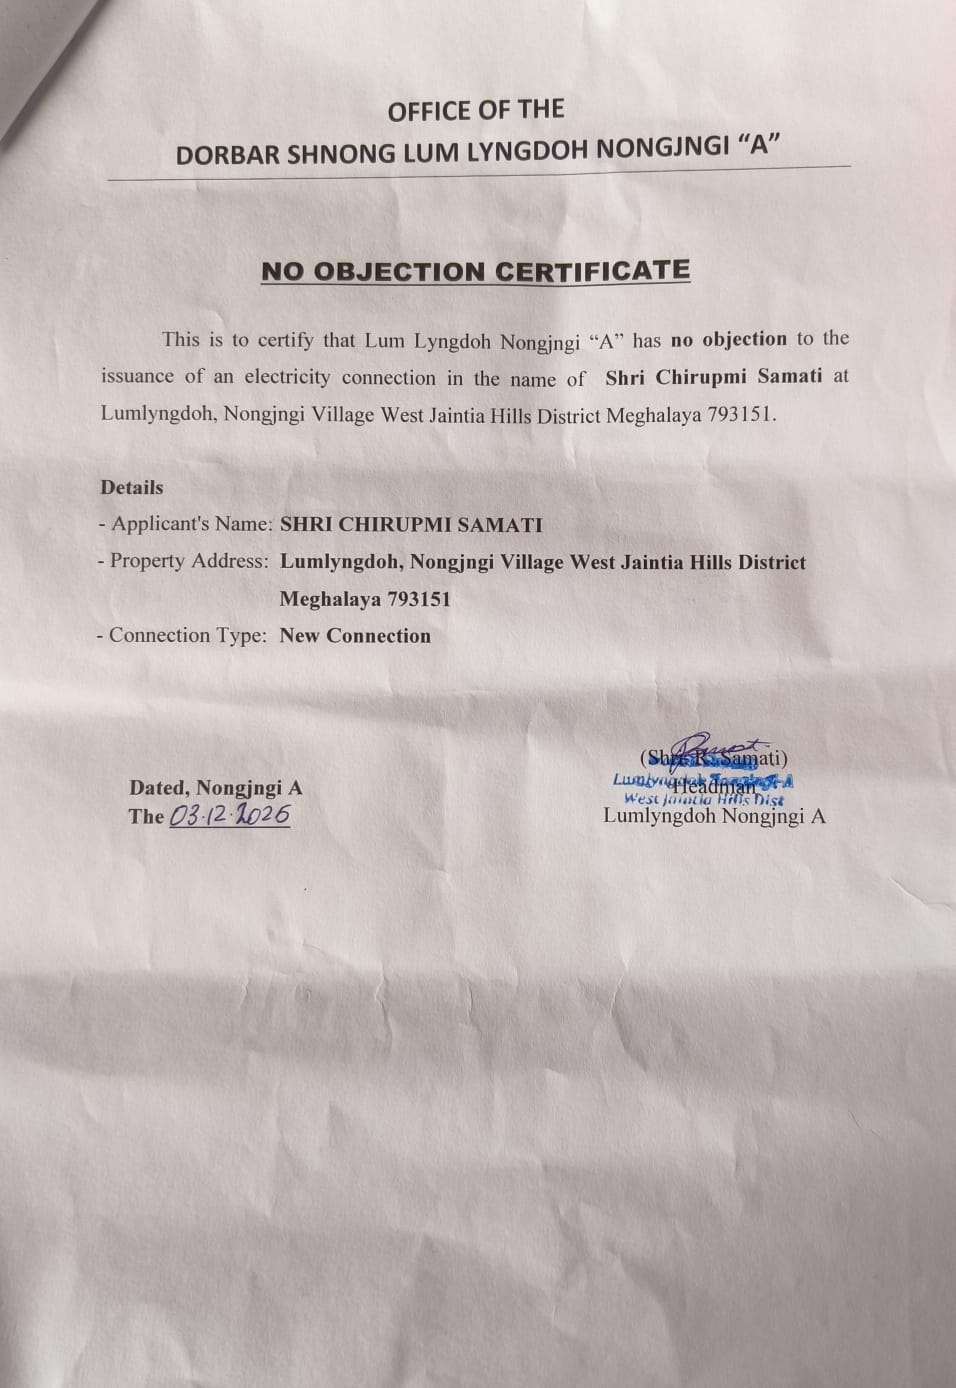 OFFICE OF THE
DORBAR SHNONG LUM LYNGDOH NONGJNGI “A”
NO OBJECTION CERTIFICATE
This is to certify that Lum Lyngdoh Nongjngi “A” has no objection to the
issuance of an electricity connection in the name of Shri Chirupmi Samati at
Lumlyngdoh, Nongjngi Village West Jaintia Hills District Meghalaya 793151.
Details
- Applicant's Name: SHRI CHIRUPMI SAMATI
- Property Address: Lumlyngdoh, Nongjngi Village West Jaintia Hills District
Meghalaya 793151
- Connection Type: New Connection
(Shri R. Samati)
Headman
West Jaintia Hills Dist
Lumlyngdoh Nongjngi A
Dated, Nongjngi A
The 03.12.2025